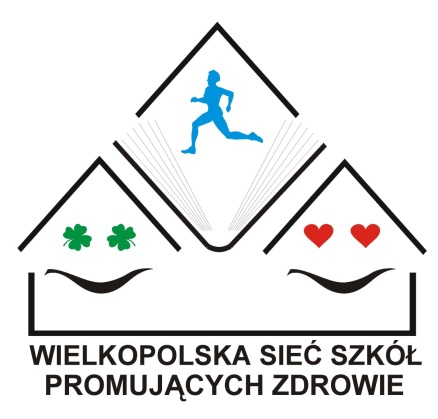 WIELKOPOLSKA SIEĆ SZKÓŁ
PROMUJĄCYCH ZDROWIE